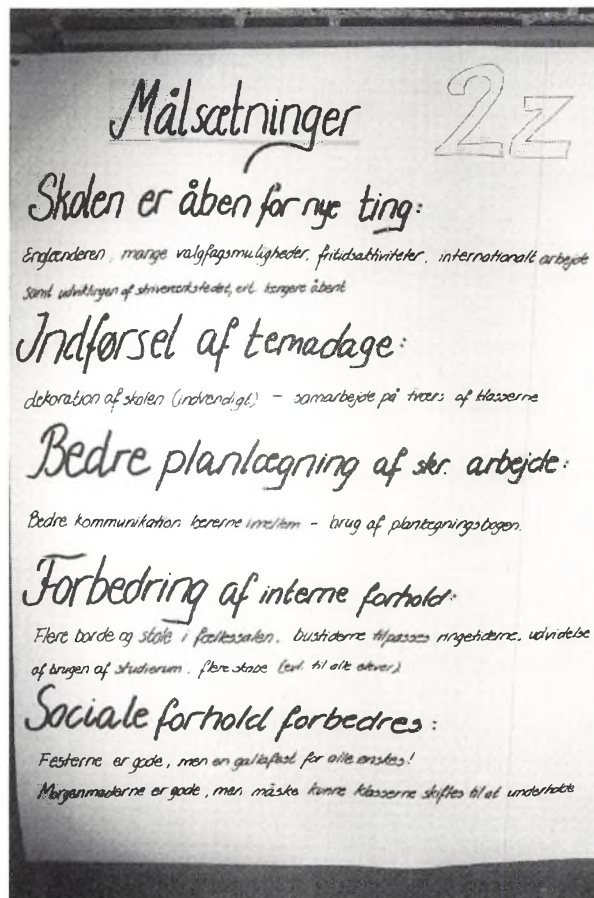 Målsætninger 2z
Skolen er åben for nye ting:
Englænderen, mange valgfagsmuligheder, fritidsaktiviteter, internationalt arbejde
samt udviklingen af skriveværkstedet, evt. længere åbent
Indførsel af temadage:
dekoration af skolen (indvendigt) – samarbejde på tværs af klasserne
Bedre planlægning af skr. arbejde:
Bedre kommunikation lærerne imellem – brug af planlægningsbogen.
Forbedring af interne forhold:
Flere borde og stole i fællessalen, bustiderne tilpasses ringetiderne, udvidelse
af brugen af studierum, flere skabe (evt. til alle elever)
Sociale forhold forbedres:
Festerne er gode, men en gallafest for alle ønskes!
Morgenmøderne er gode, men måske kunne klasserne skiftes til at underholde